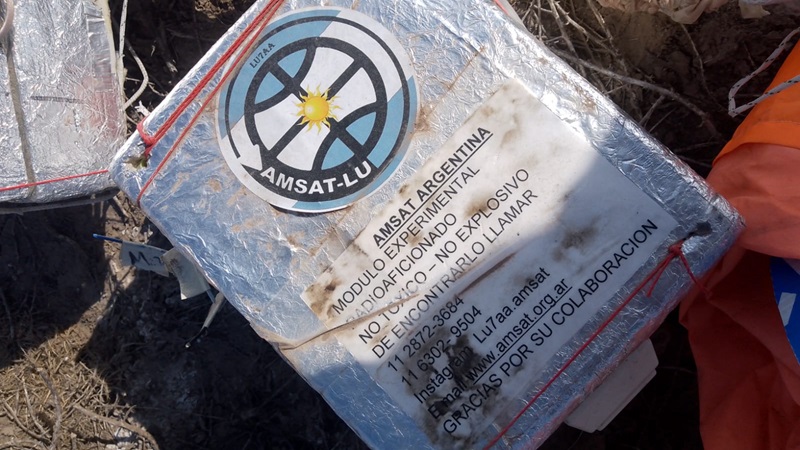 LU7AA
AMSAT-LU
AMSAT ARGENTINA
MODULO EXPERIMENTAL
RADIOAFICIONADO
NO TOXICO – NO EXPLOSIVO
DE ENCONTRARLO LLAMAR
11 2872-3684
11 6302-9504
Instagram Lu7aa.amsat
E-mail www.amsat.org.ar
GRACIAS POR SU COLABORACION